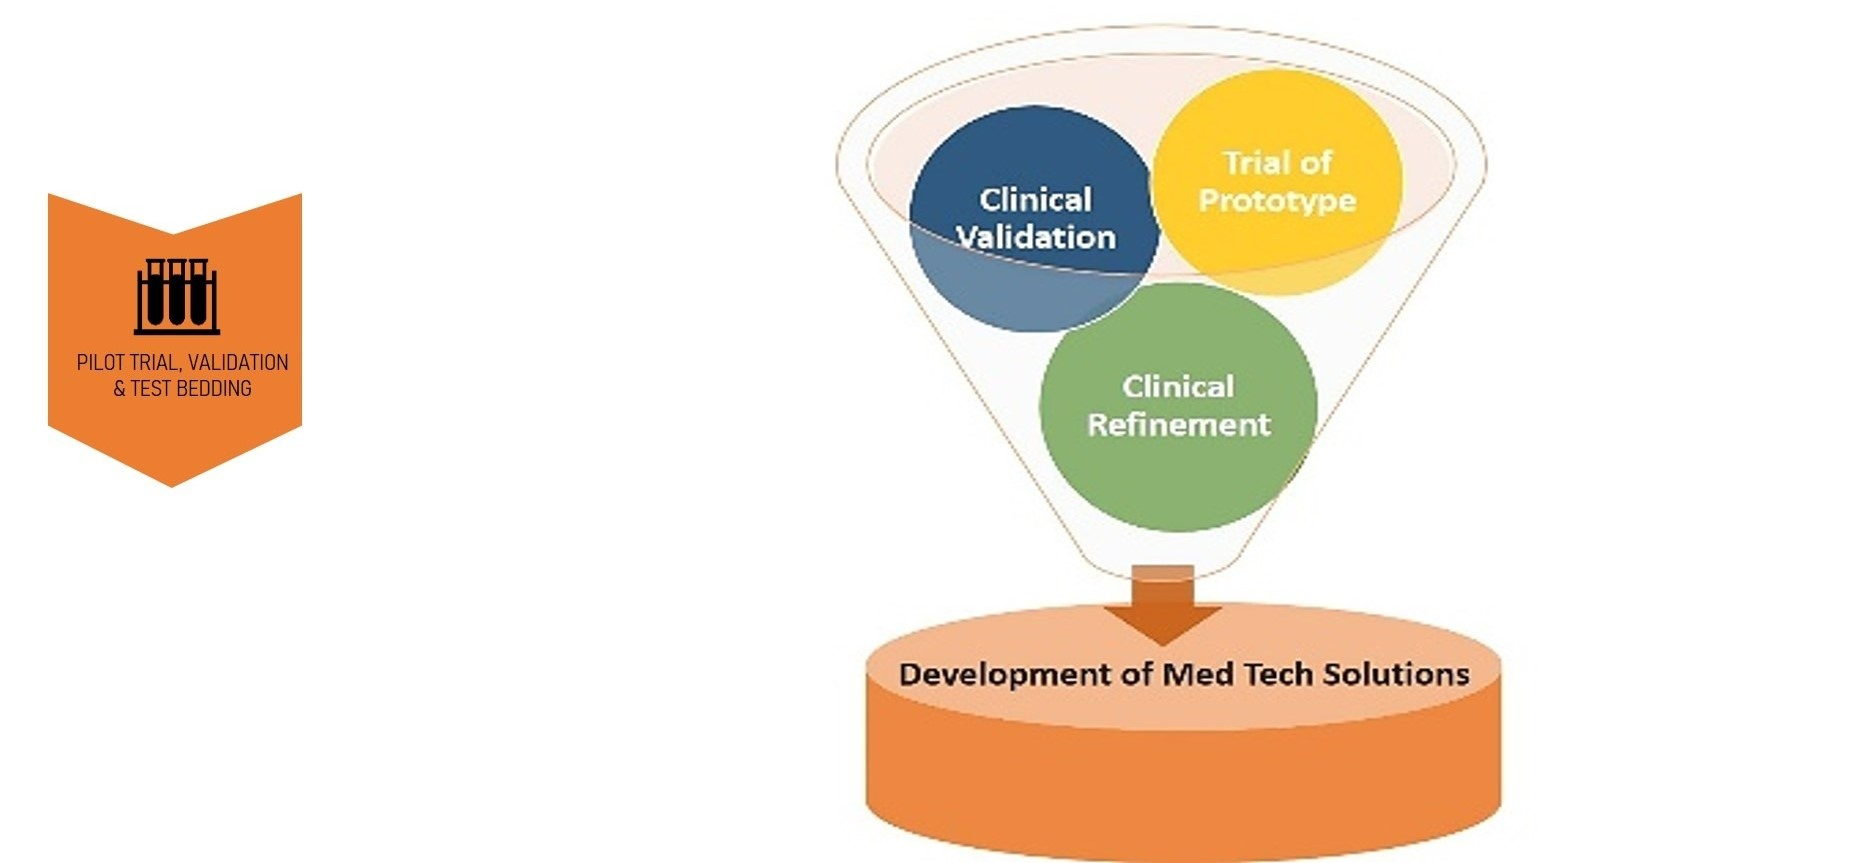 PILOT TRIAL, VALIDATION
& TEST BEDDING
Clinical
Validation
Trial of
Prototype
Clinical
Refinement
Development of Med Tech Solutions